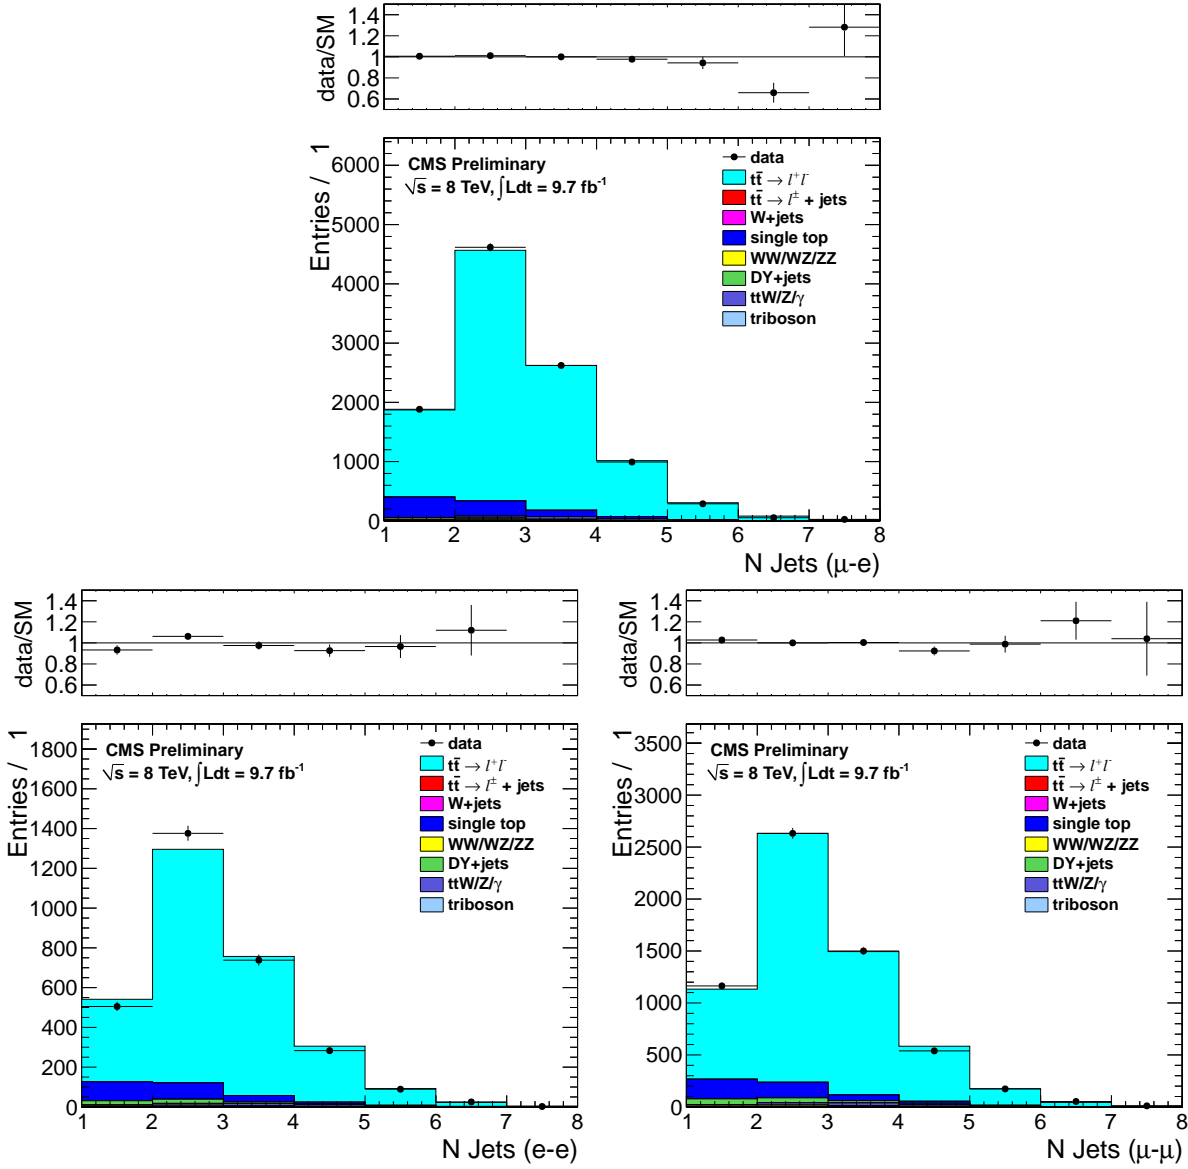 data/SM
1.4
1.2
1
0.8
0.6
Entries / 1
6000
5000
4000
3000
2000
1000
0
CMS Preliminary
√s = 8 TeV, ∫Ldt = 9.7 fb⁻¹
data
tt̄ → l⁺l⁻
tt̄ → l± + jets
W+jets
single top
WW/WZ/ZZ
DY+jets
ttW/Z/γ
triboson
1 2 3 4 5 6 7 8
N Jets (μ-e)
data/SM
1.4
1.2
1
0.8
0.6
Entries / 1
1800
1600
1400
1200
1000
800
600
400
200
0
CMS Preliminary
√s = 8 TeV, ∫Ldt = 9.7 fb⁻¹
data
tt̄ → l⁺l⁻
tt̄ → l± + jets
W+jets
single top
WW/WZ/ZZ
DY+jets
ttW/Z/γ
triboson
1 2 3 4 5 6 7 8
N Jets (e-e)
data/SM
1.4
1.2
1
0.8
0.6
Entries / 1
3500
3000
2500
2000
1500
1000
500
0
CMS Preliminary
√s = 8 TeV, ∫Ldt = 9.7 fb⁻¹
data
tt̄ → l⁺l⁻
tt̄ → l± + jets
W+jets
single top
WW/WZ/ZZ
DY+jets
ttW/Z/γ
triboson
1 2 3 4 5 6 7 8
N Jets (μ-μ)